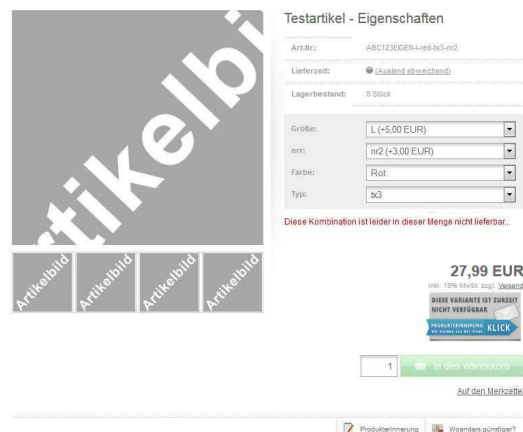 Testartikel - Eigenschaften
Art.Nr.: ABC123EIGEN-l-red-tx3-nr2
Lieferzeit: (Ausland abweichend)
Lagerbestand: 0 Stück
Größe: L (+5,00 EUR)
nrr: nr2 (+3,00 EUR)
Farbe: Rot
Typ: tx3
Diese Kombination ist leider in dieser Menge nicht lieferbar...
rtikelbi
Artikelbild
Artikelbild
Artikelbild
Artikelbild
27,99 EUR
inkl. 19% MwSt. zzgl. Versand
DIESE VARIANTE IST ZURZEIT
NICHT VERFÜGBAR
PRODUKTERINNERUNG
KLICK
1 In den Warenkorb
Auf den Merkzettel
Produkterinnerung Woanders günstiger?